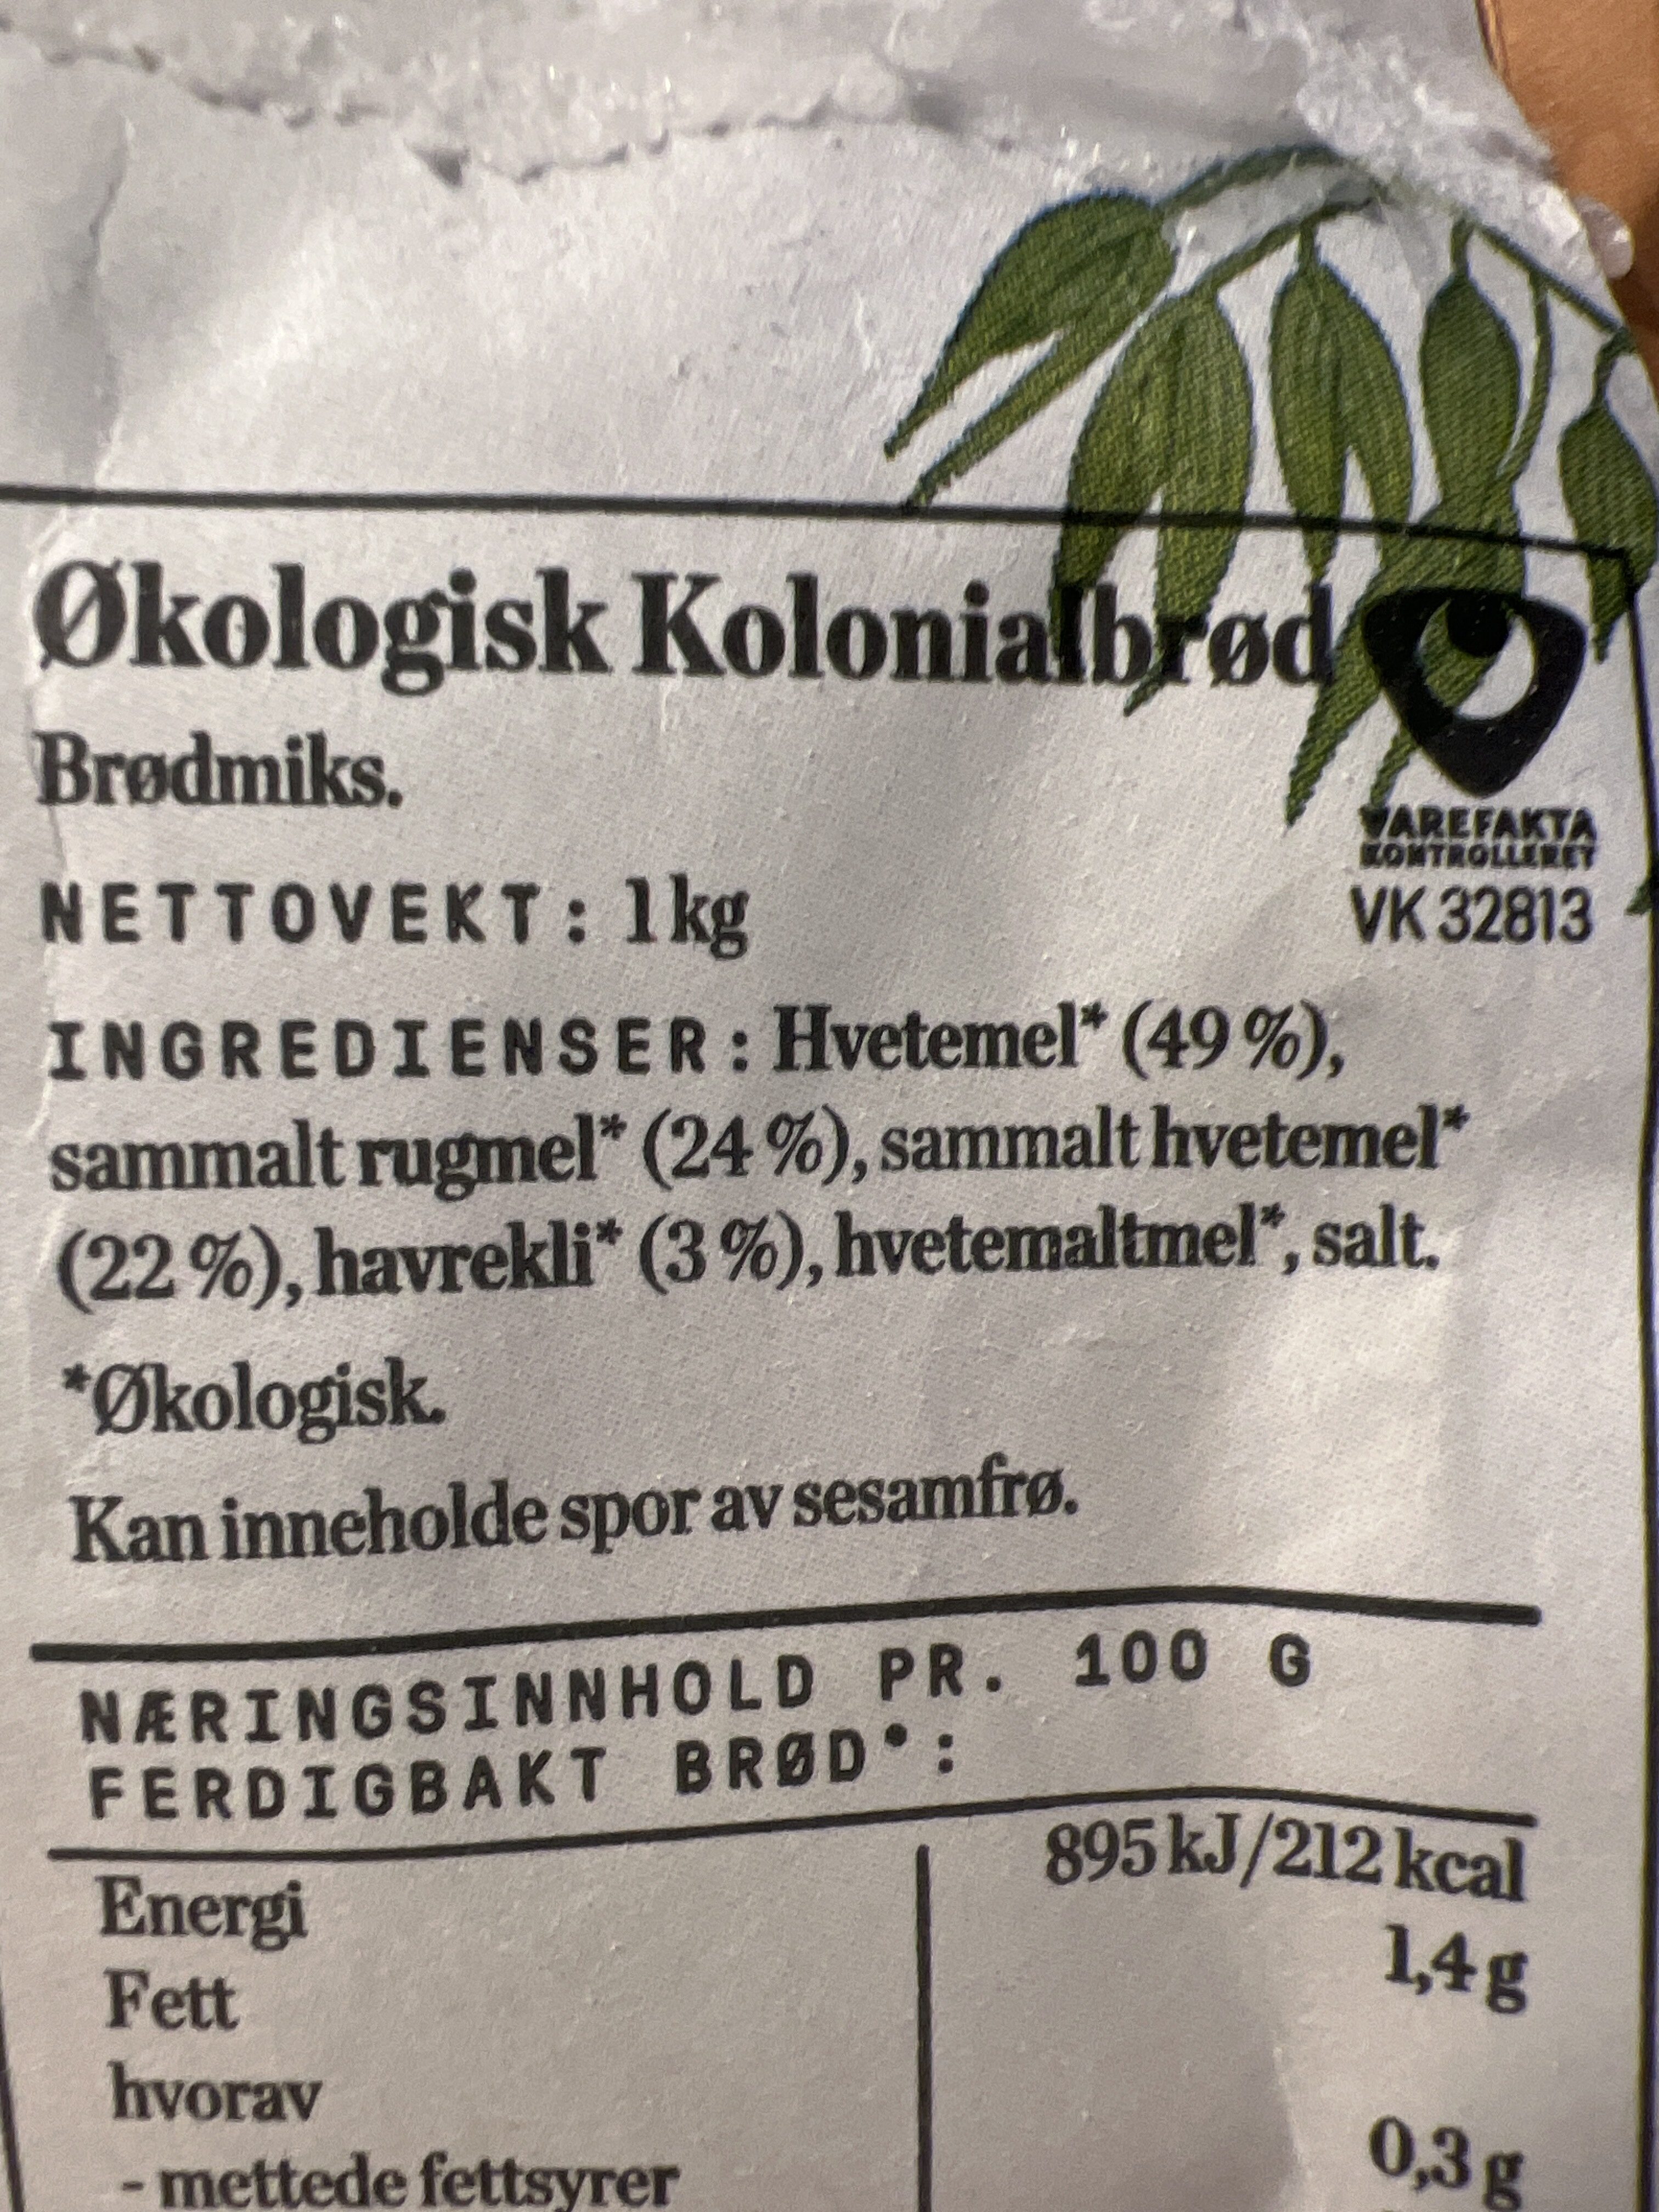 Økologisk Kolonialbrød
Brødmiks.
VAREFAKTA
KONTROLLERET
VK 32813
NETTOVEKT: 1 kg
INGREDIENSER: Hvetemel* (49 %),
sammalt rugmel* (24 %), sammalt hvetemel*
(22 %), havrekli* (3 %), hvetemaltmel*, salt.
*Økologisk.
Kan inneholde spor av sesamfrø.
NÆRINGSINNHOLD PR. 100 G
FERDIGBAKT BRØD•:
Energi 895 kJ/212 kcal
Fett 1,4 g
hvorav
- mettede fettsyrer 0,3 g